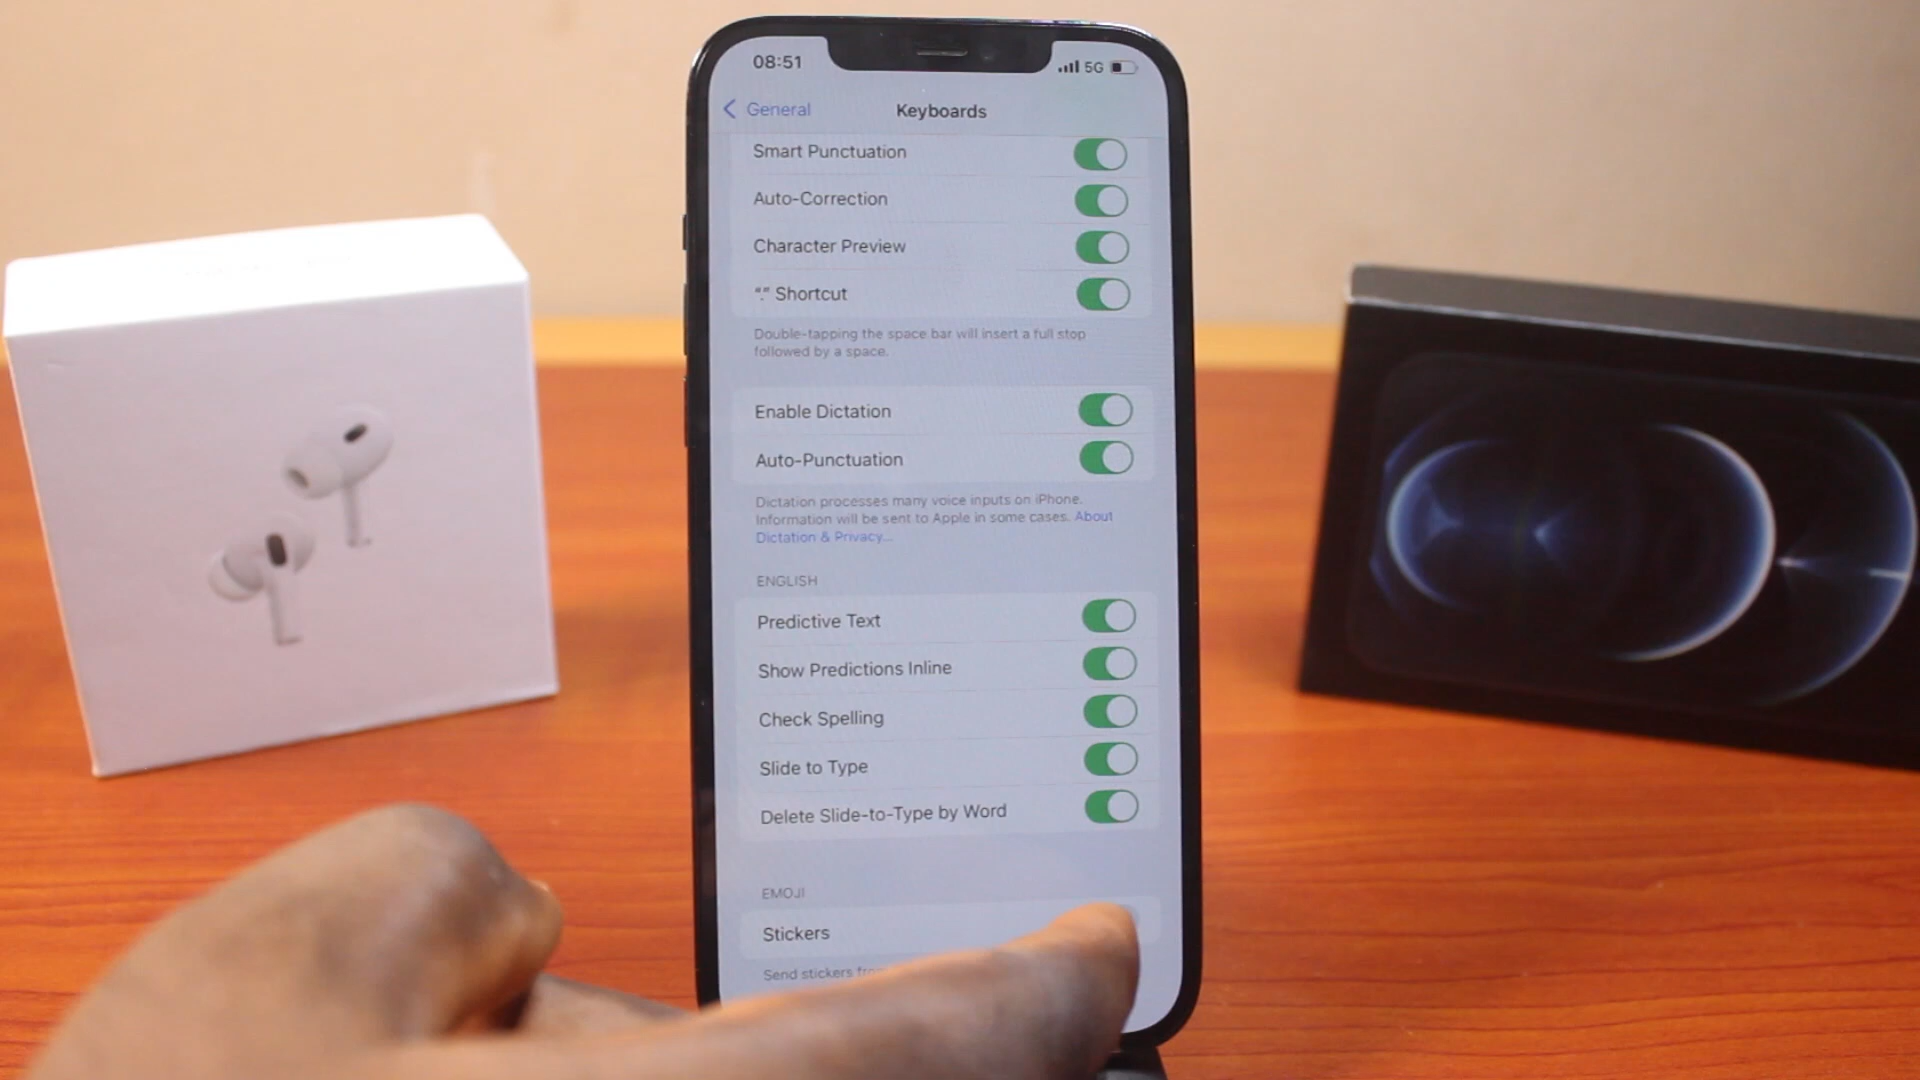 08:51
5G
General
Keyboards
Smart Punctuation
Auto-Correction
Character Preview
"." Shortcut
Double-tapping the space bar will insert a full stop
followed by a space.
Enable Dictation
Auto-Punctuation
Dictation processes many voice inputs on iPhone.
Information will be sent to Apple in some cases. About
Dictation & Privacy...
ENGLISH
Predictive Text
Show Predictions Inline
Check Spelling
Slide to Type
Delete Slide-to-Type by Word
EMOJI
Stickers
Send stickers